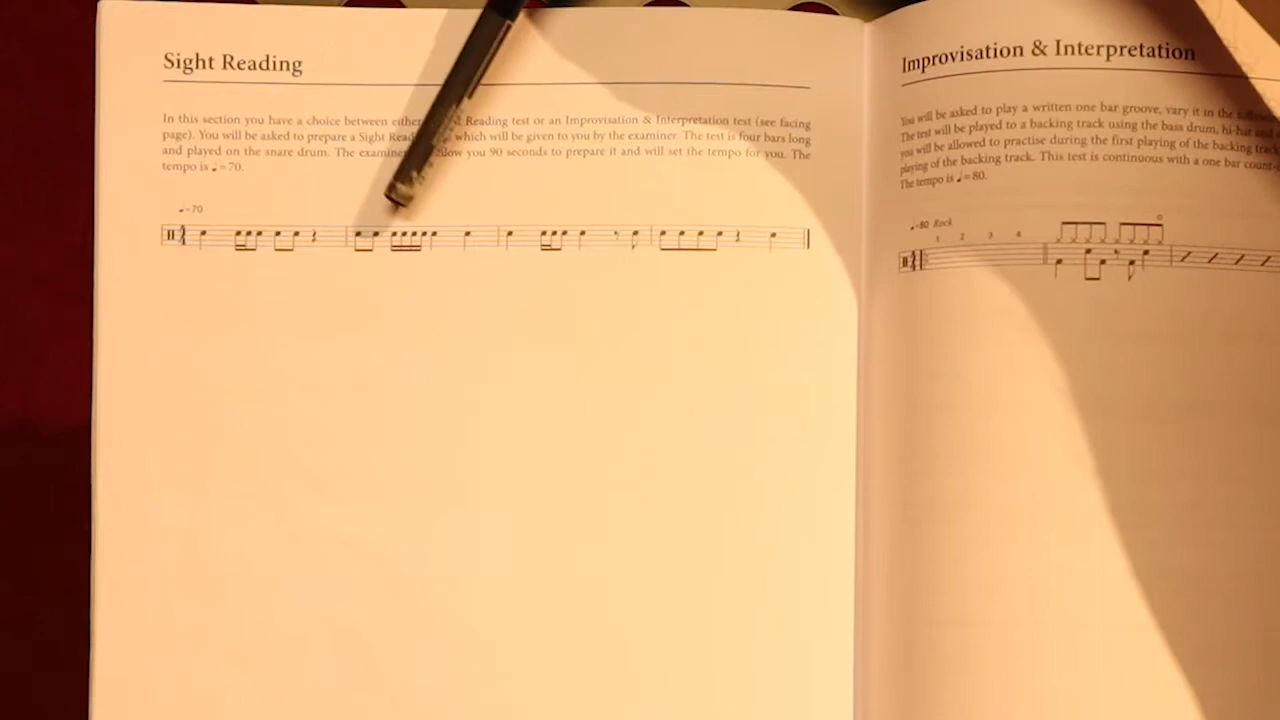 Sight Reading
In this section you have a choice between either Reading test or an Improvisation & Interpretation test (see facing
page). You will be asked to prepare a Sight which will be given to you by the examiner. The test is four bars long
and played on the snare drum. The you 90 seconds to prepare it and will set the tempo for you. The
tempo is ♩=70.
♩=70
4
4
Improvisation & Interpretation
You will be asked to play a written one bar groove, vary it in the
The test will be played to a backing track using the bass drum, hi-hat
you will be allowed to practise during the first playing of the backing track
playing of the backing track. This test is continuous with a one bar
The tempo is ♩=80.
♩=80 Rock
1 2 3 4
4
4